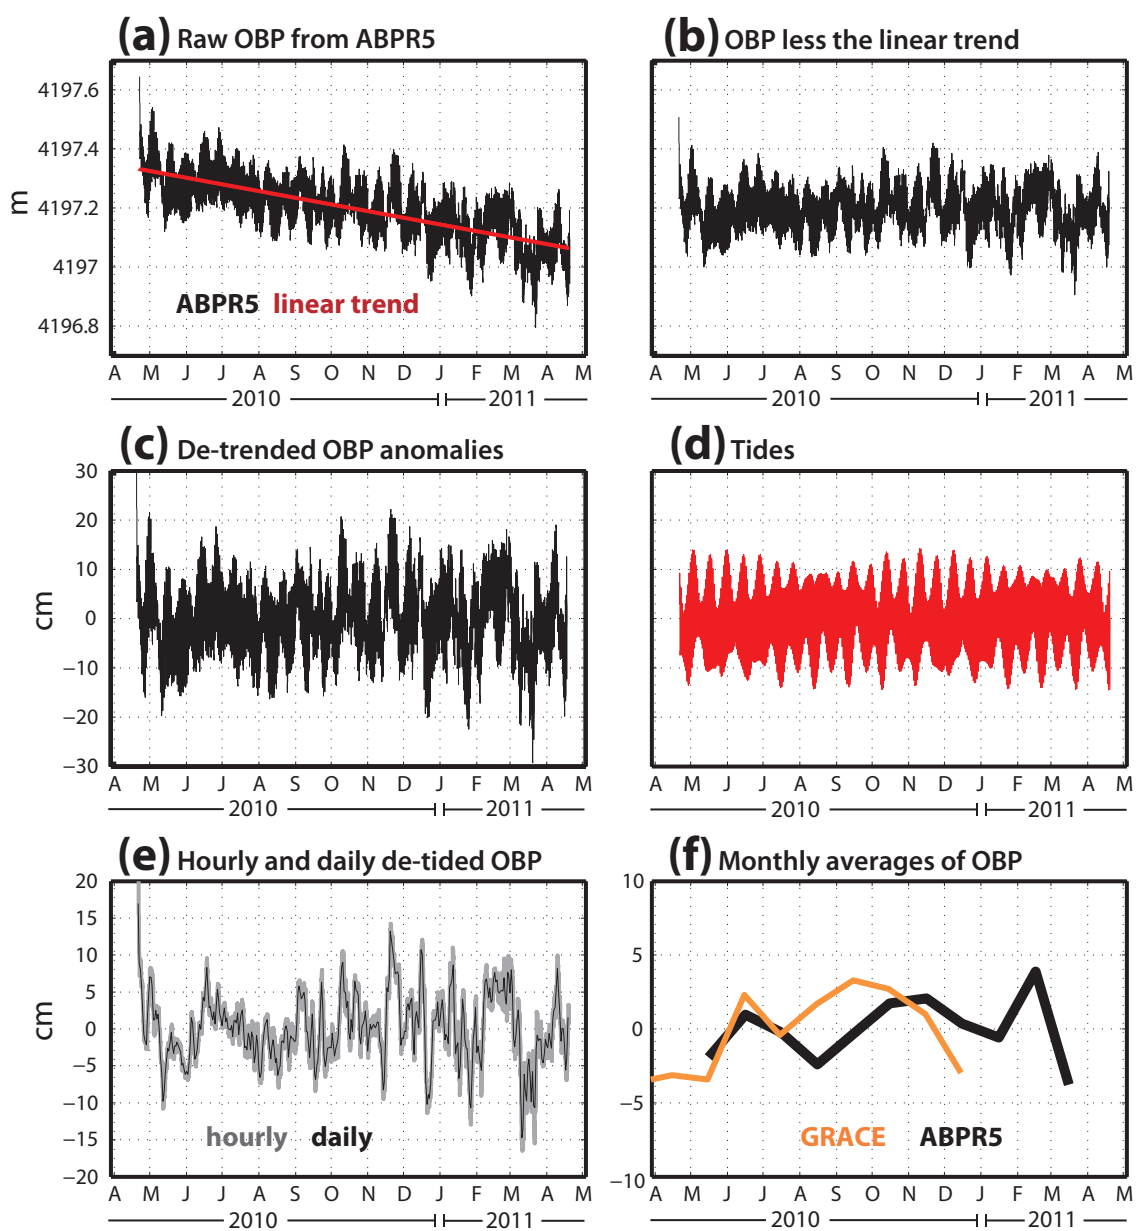 (a) Raw OBP from ABPR5
(b) OBP less the linear trend
m
4197.6
4197.4
4197.2
4197
4196.8
ABPR5 linear trend
A M J J A S O N D J F M A M
2010 2011
A M J J A S O N D J F M A M
2010 2011
(c) De-trended OBP anomalies
(d) Tides
cm
30
20
10
0
−10
−20
−30
A M J J A S O N D J F M A M
2010 2011
A M J J A S O N D J F M A M
2010 2011
(e) Hourly and daily de-tided OBP
(f) Monthly averages of OBP
cm
20
15
10
5
0
−5
−10
−15
−20
hourly daily
A M J J A S O N D J F M A M
2010 2011
10
5
0
−5
−10
GRACE ABPR5
A M J J A S O N D J F M A M
2010 2011